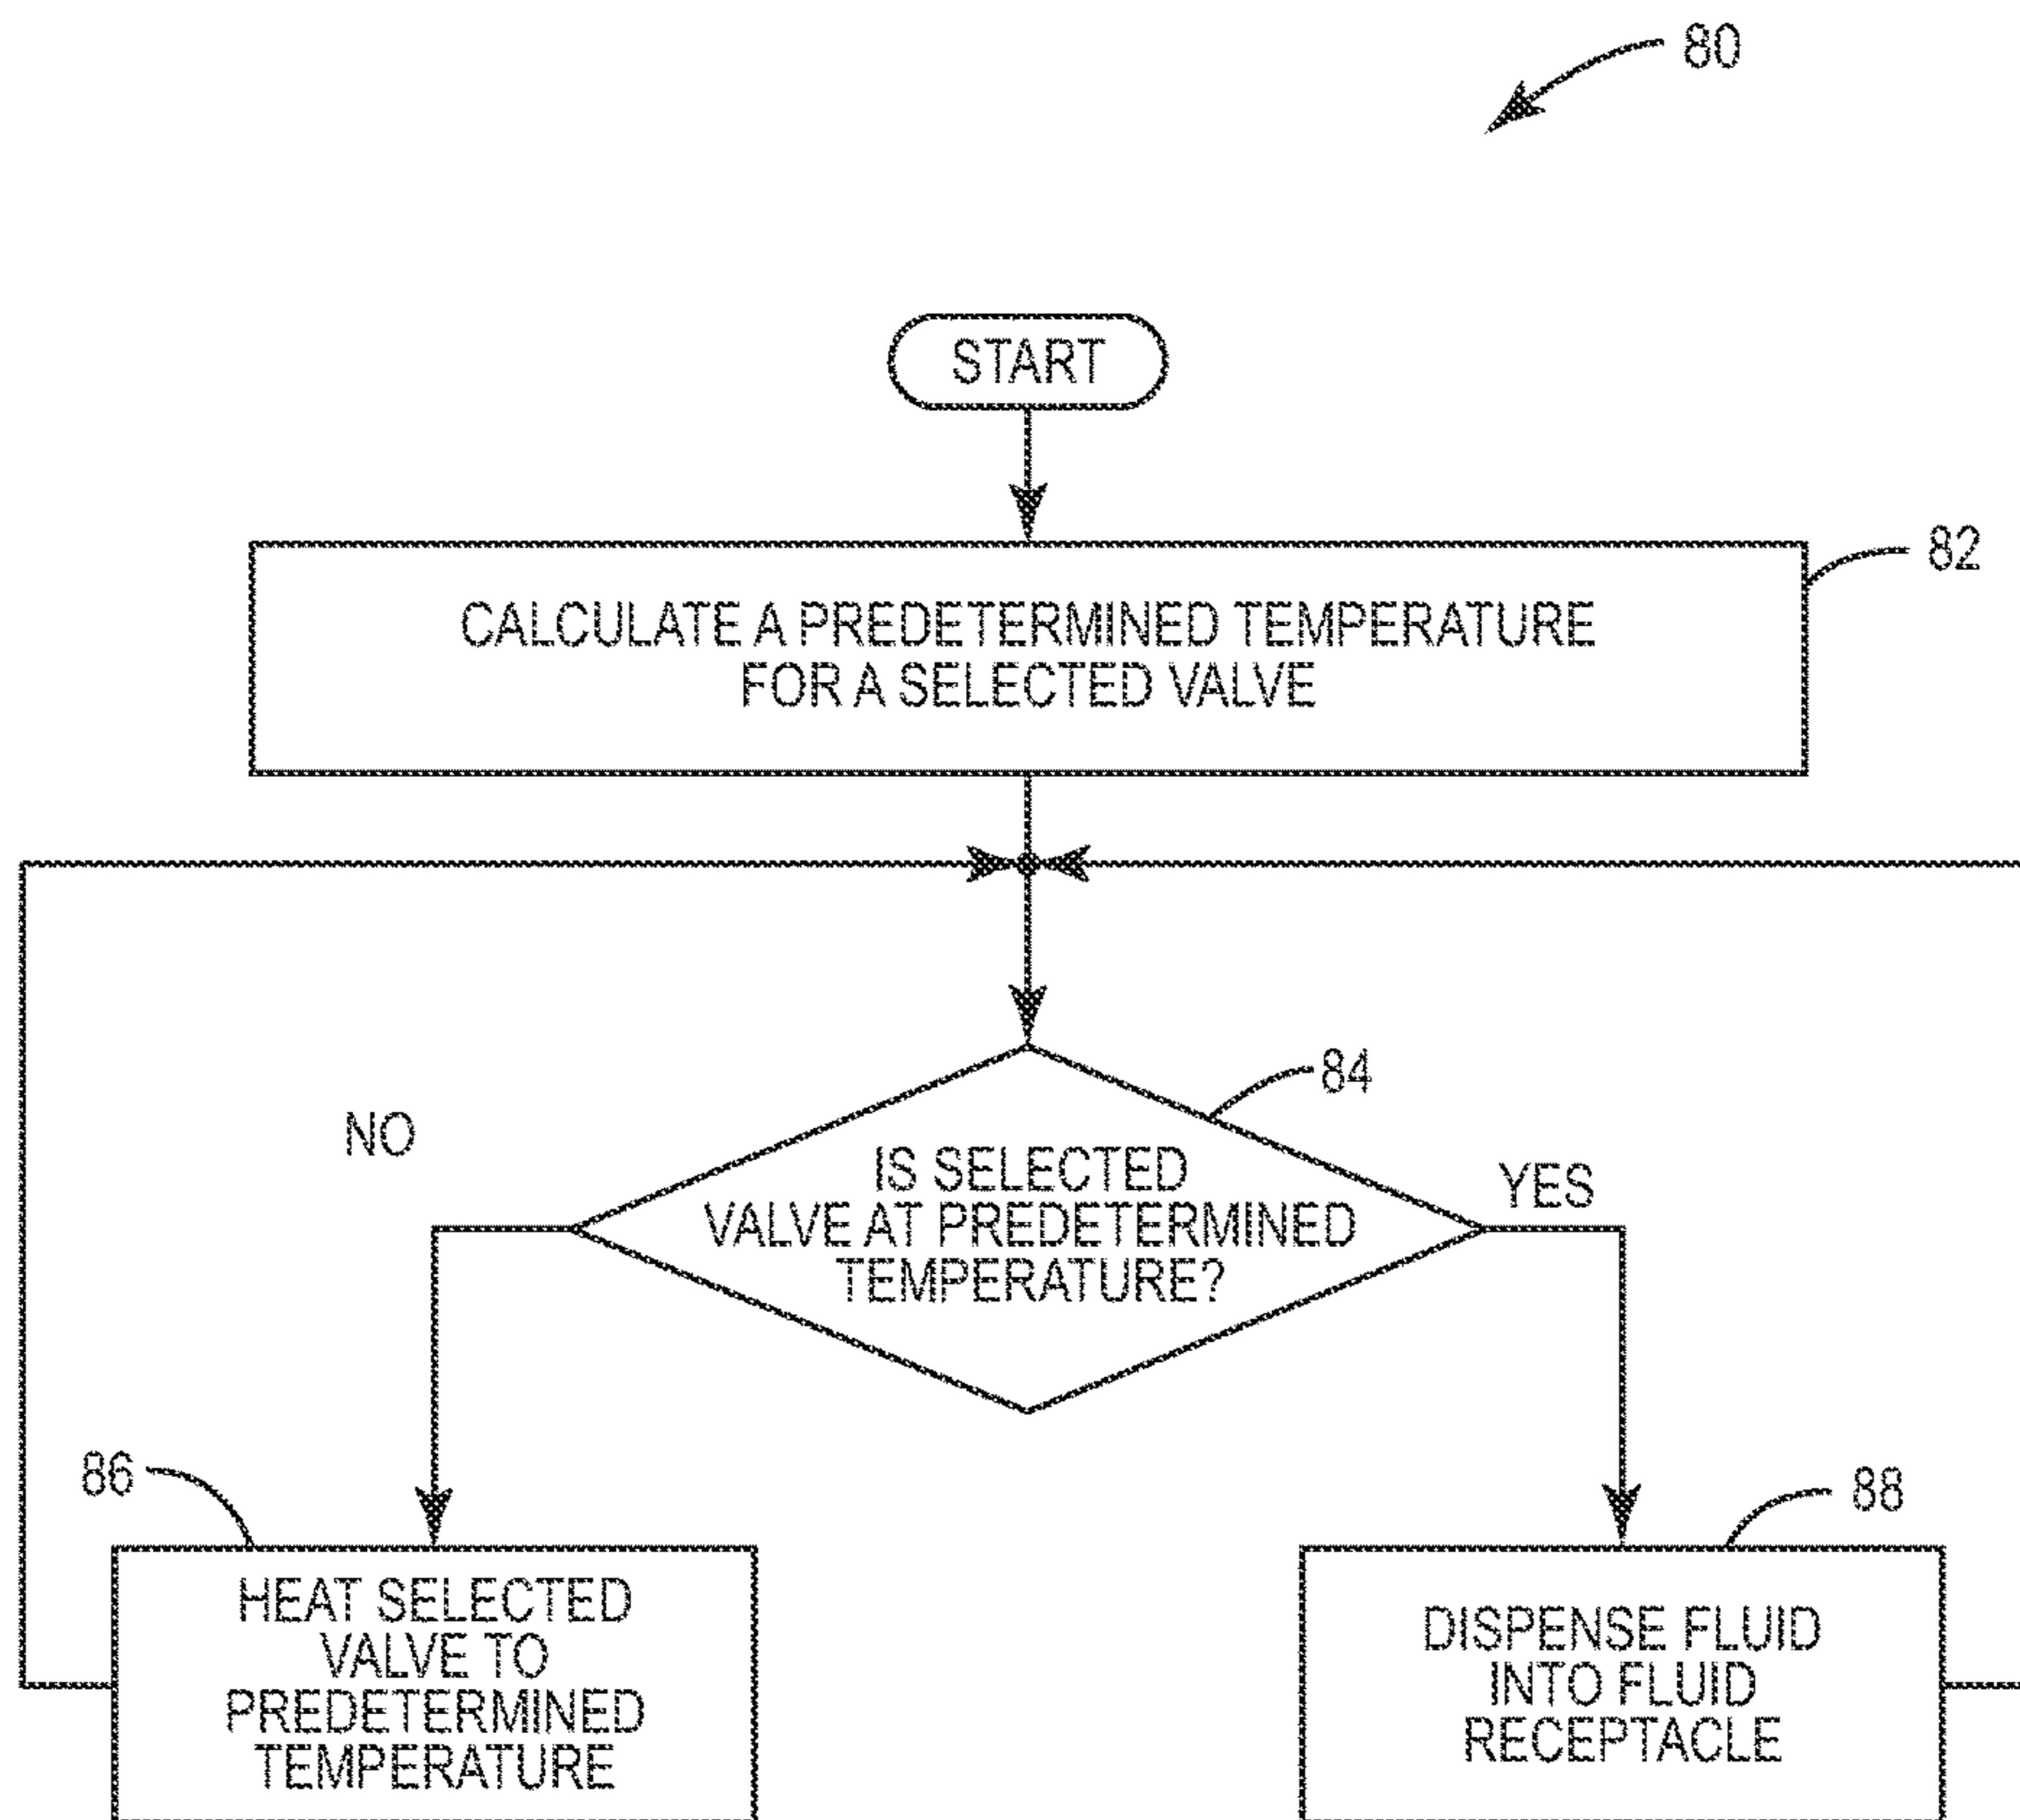 80
START
82
CALCULATE A PREDETERMINED TEMPERATURE
FOR A SELECTED VALVE
84
NO
IS SELECTED
VALVE AT PREDETERMINED
TEMPERATURE?
YES
86
HEAT SELECTED
VALVE TO
PREDETERMINED
TEMPERATURE
88
DISPENSE FLUID
INTO FLUID
RECEPTACLE